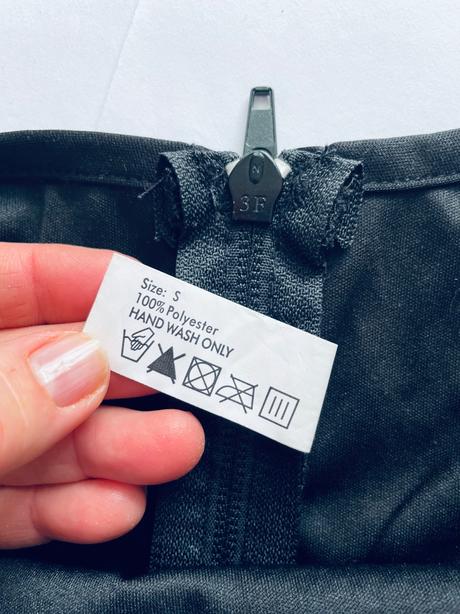 N
3F
Size: S
100% Polyester
HAND WASH ONLY